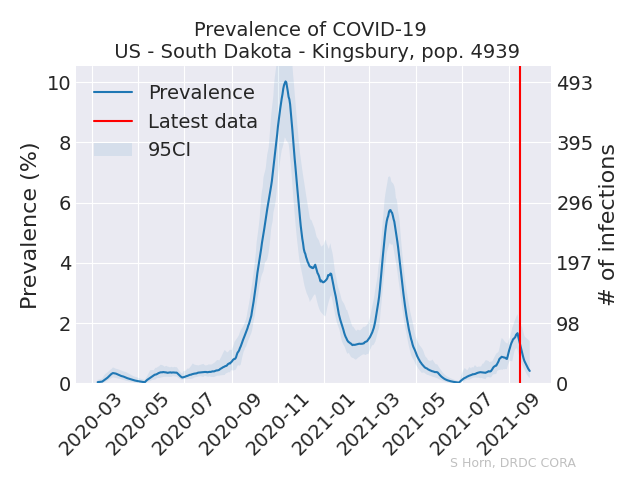 Prevalence of COVID-19
US - South Dakota - Kingsbury, pop. 4939
Prevalence (%)
10
8
6
4
2
0
Prevalence
Latest data
95CI
493
395
296
197
98
0
# of infections
2020-03
2020-05
2020-07
2020-09
2020-11
2021-01
2021-03
2021-05
2021-07
2021-09
S Horn, DRDC CORA